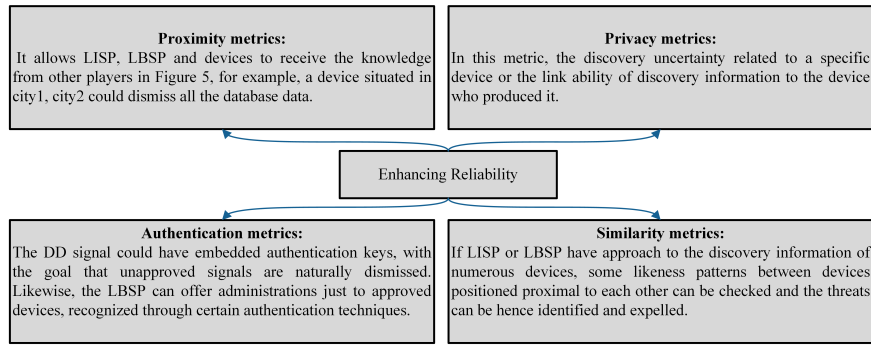 Proximity metrics:
It allows LISP, LBSP and devices to receive the knowledge
from other players in Figure 5, for example, a device situated in
city1, city2 could dismiss all the database data.
Privacy metrics:
In this metric, the discovery uncertainty related to a specific
device or the link ability of discovery information to the device
who produced it.
Enhancing Reliability
Authentication metrics:
The DD signal could have embedded authentication keys, with
the goal that unapproved signals are naturally dismissed.
Likewise, the LBSP can offer administrations just to approved
devices, recognized through certain authentication techniques.
Similarity metrics:
If LISP or LBSP have approach to the discovery information of
numerous devices, some likeness patterns between devices
positioned proximal to each other can be checked and the threats
can be hence identified and expelled.